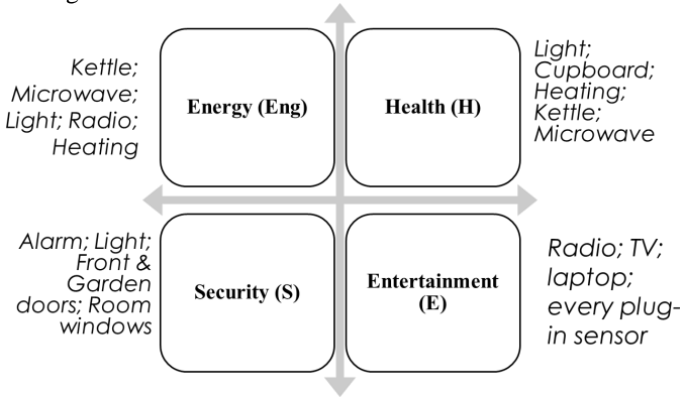 Kettle;
Microwave;
Light; Radio;
Heating
Energy (Eng)
Health (H)
Light;
Cupboard;
Heating;
Kettle;
Microwave
Alarm; Light;
Front &
Garden
doors; Room
windows
Security (S)
Entertainment
(E)
Radio; TV;
laptop;
every plug-
in sensor